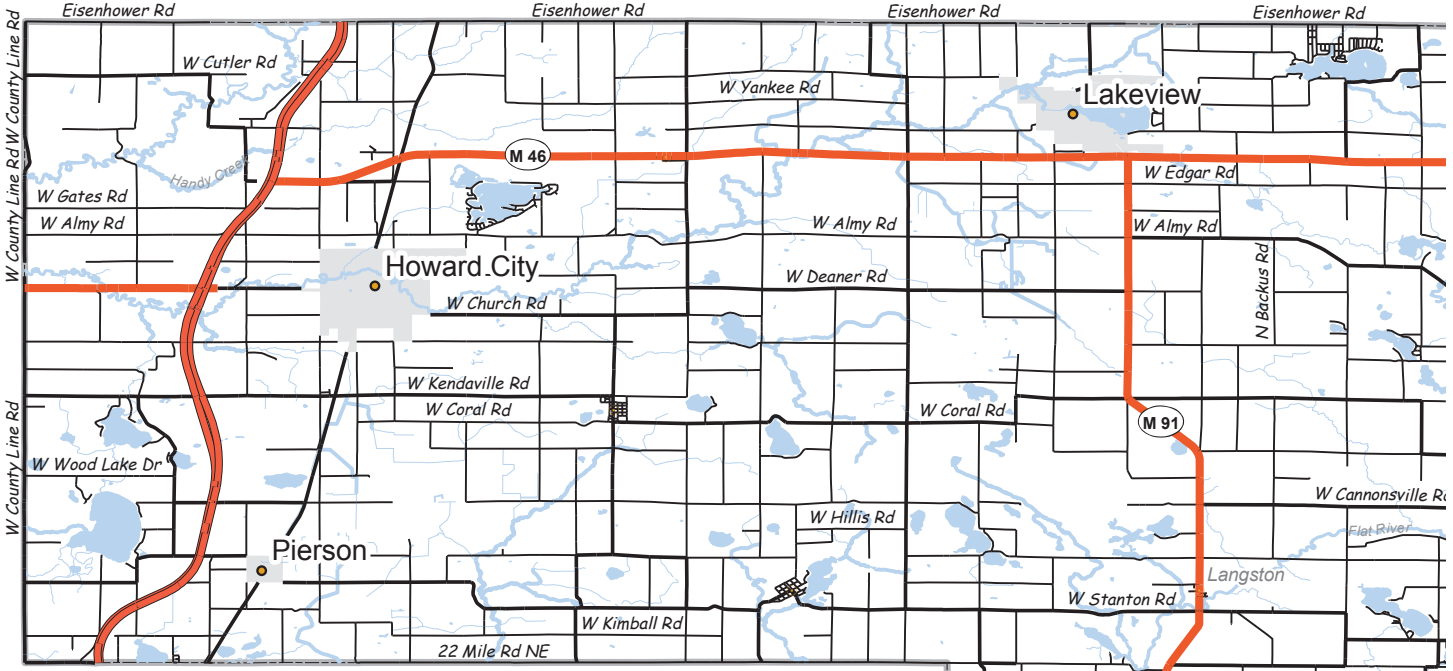 Eisenhower Rd
Eisenhower Rd
Eisenhower Rd
Eisenhower Rd
W County Line Rd
W County Line Rd
W County Line Rd
W Cutler Rd
W Yankee Rd
Lakeview
M 46
Handy Creek
W Edgar Rd
W Gates Rd
W Almy Rd
W Almy Rd
W Almy Rd
Howard City
W Deaner Rd
N Backus Rd
W Church Rd
W Kendaville Rd
W Coral Rd
W Coral Rd
M 91
W Wood Lake Dr
W Cannonsville Rd
W Hillis Rd
Flat River
Pierson
Langston
W Stanton Rd
W Kimball Rd
22 Mile Rd NE